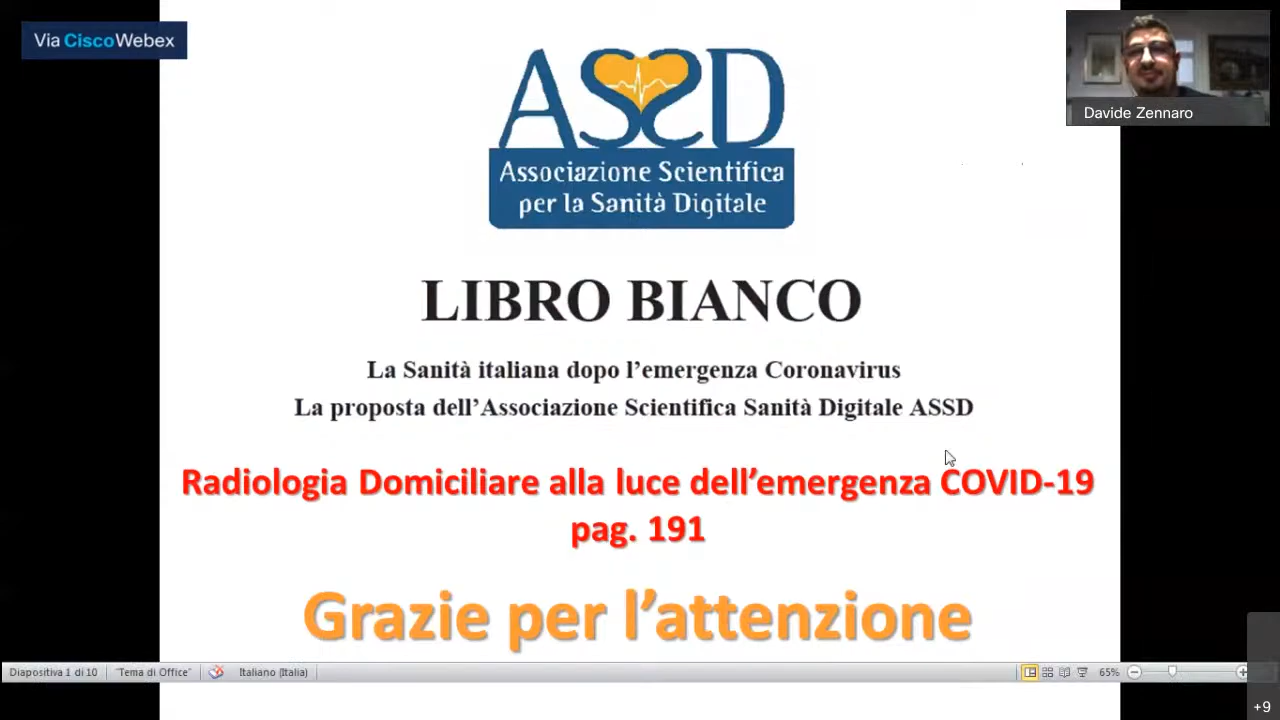 Via CiscoWebex
ASSD
Associazione Scientifica
per la Sanità Digitale
Davide Zennaro
LIBRO BIANCO
La Sanità italiana dopo l’emergenza Coronavirus
La proposta dell’Associazione Scientifica Sanità Digitale ASSD
Radiologia Domiciliare alla luce dell’emergenza COVID-19
pag. 191
Grazie per l’attenzione
Diapositiva 1 di 10 "Tema di Office" Italiano (Italia) 65%
+9